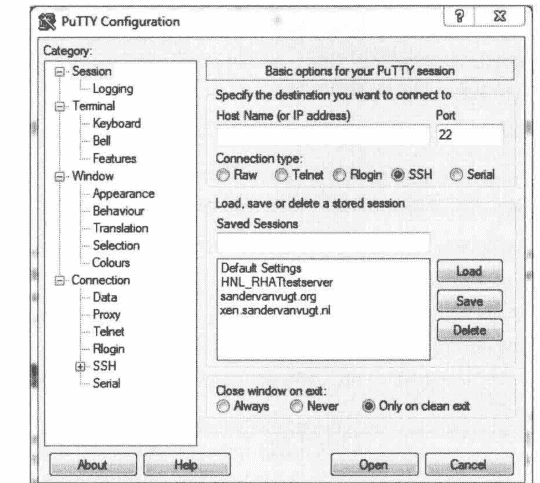 PuTTY Configuration
Category:
Session
Logging
Terminal
Keyboard
Bell
Features
Window
Appearance
Behaviour
Translation
Selection
Colours
Connection
Data
Proxy
Telnet
Rlogin
SSH
Serial
Basic options for your PuTTY session
Specify the destination you want to connect to
Host Name (or IP address) Port
22
Connection type:
Raw Telnet Rlogin SSH Serial
Load, save or delete a stored session
Saved Sessions
Default Settings
HNL_RHATtestserver
sandervanvugt.org
xen.sandervanvugt.nl
Load
Save
Delete
Close window on exit:
Always Never Only on clean exit
About Help Open Cancel